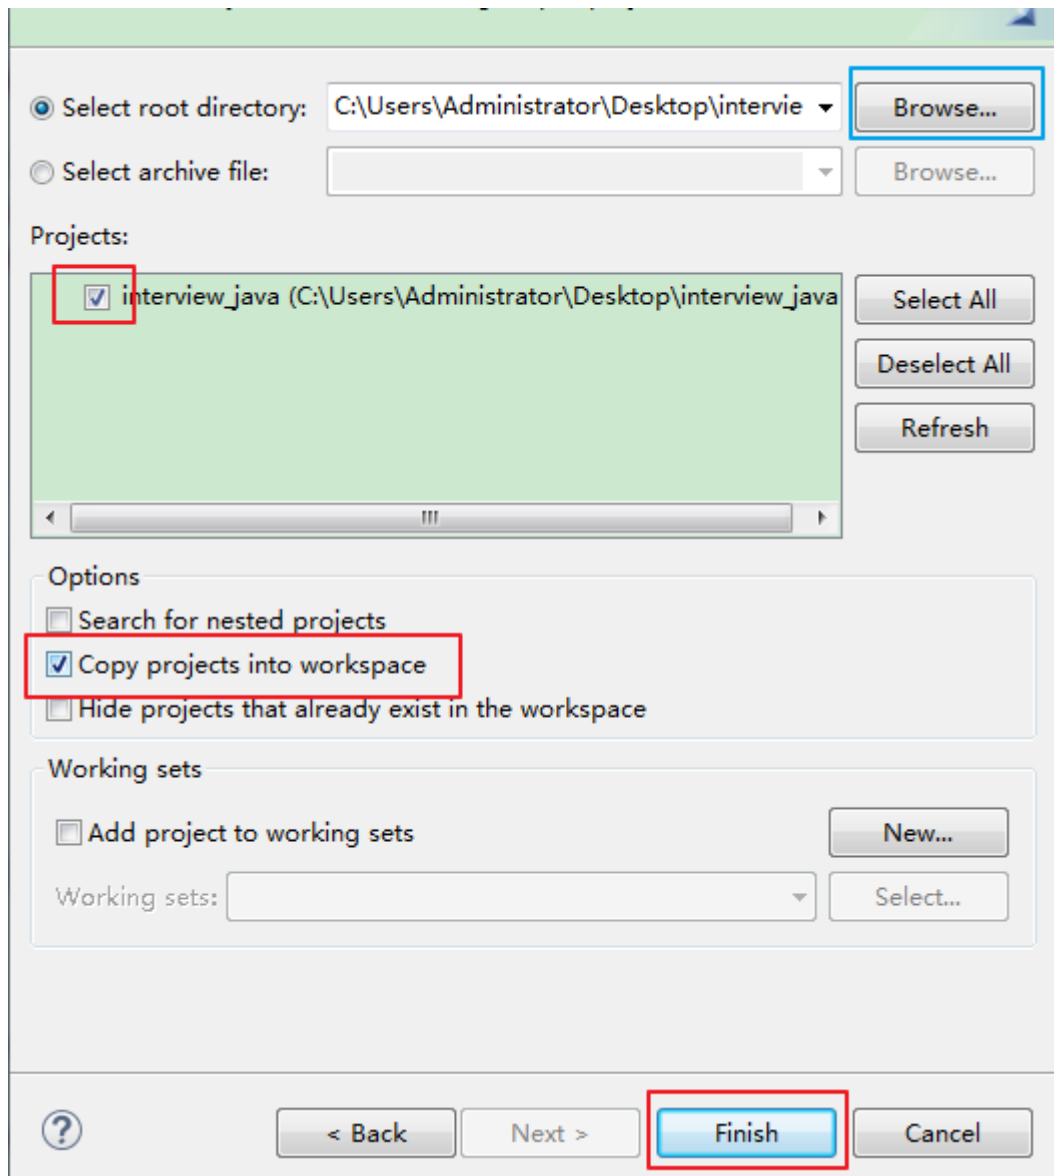 Select root directory: C:\Users\Administrator\Desktop\intervie Browse...
Select archive file: Browse...
Projects:
interview_java (C:\Users\Administrator\Desktop\interview_java Select All
Deselect All
Refresh
Options
Search for nested projects
Copy projects into workspace
Hide projects that already exist in the workspace
Working sets
Add project to working sets New...
Working sets: Select...
? < Back Next > Finish Cancel